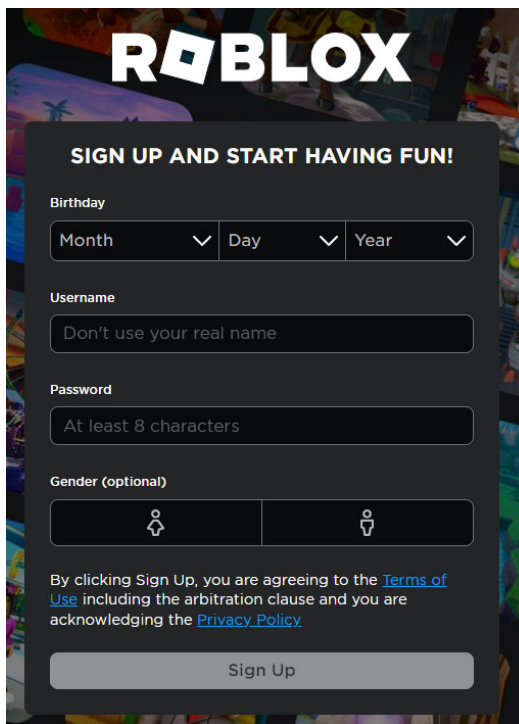 ROBLOX
SIGN UP AND START HAVING FUN!
Birthday
Month Day Year
Username
Don't use your real name
Password
At least 8 characters
Gender (optional)
By clicking Sign Up, you are agreeing to the Terms of
Use including the arbitration clause and you are
acknowledging the Privacy Policy
Sign Up